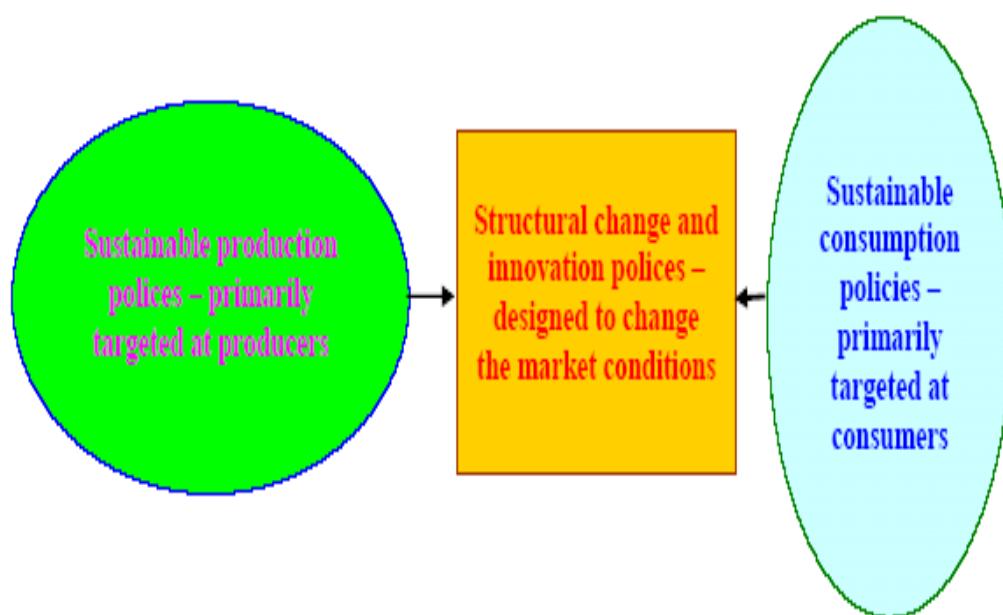 Sustainable production
polices – primarily
targeted at producers
Structural change and
innovation polices –
designed to change
the market conditions
Sustainable
consumption
policies –
primarily
targeted at
consumers